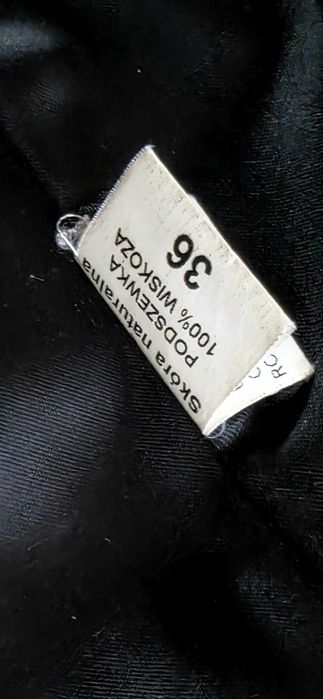 Skóra naturalna
PODSZEWKA
100% WISKOZA
36